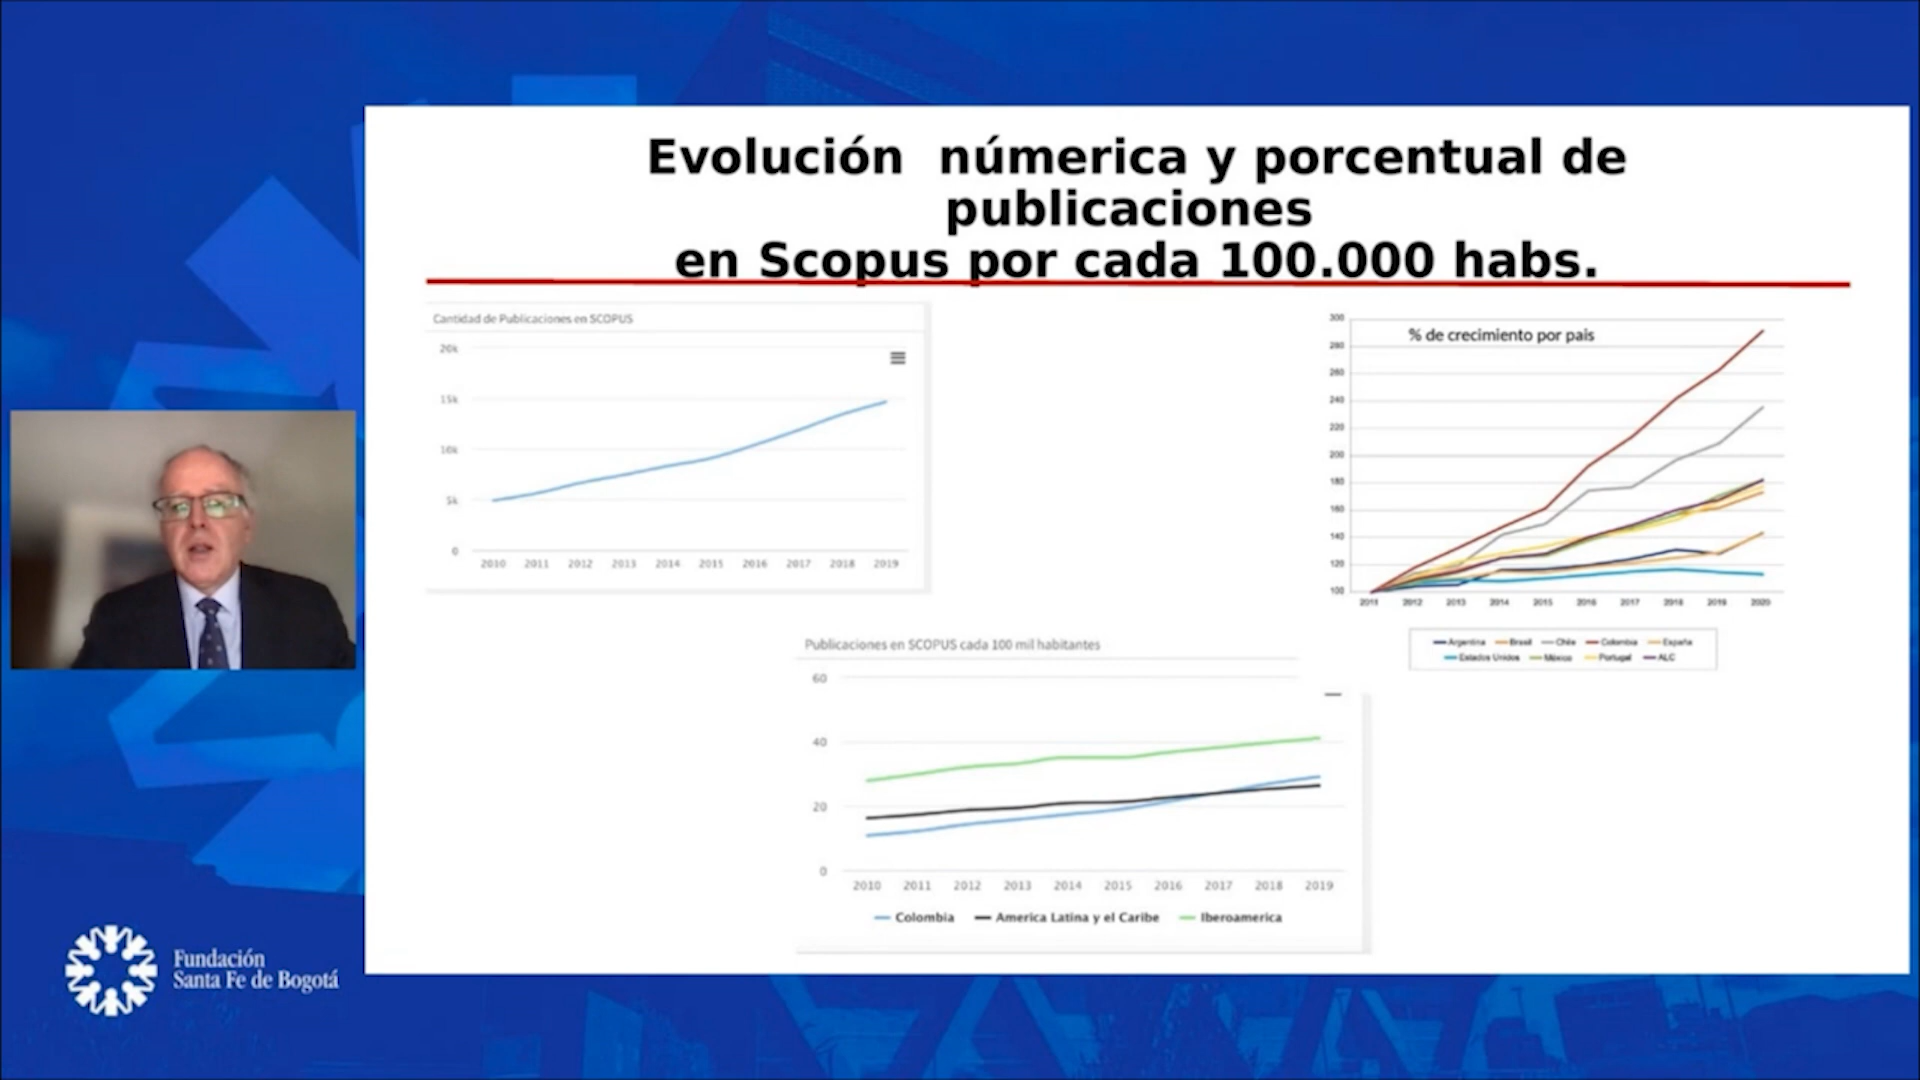 Evolución  númerica y porcentual de
publicaciones
en Scopus por cada 100.000 habs.
Cantidad de Publicaciones en SCOPUS
20k
15k
10k
5k
0
2010 2011 2012 2013 2014 2015 2016 2017 2018 2019
% de crecimiento por pais
300
280
260
240
220
200
180
160
140
120
100
2011 2012 2013 2014 2015 2016 2017 2018 2019 2020
Argentina Brasil Chile Colombia España
Estados Unidos México Portugal ALC
Publicaciones en SCOPUS cada 100 mil habitantes
60
40
20
0
2010 2011 2012 2013 2014 2015 2016 2017 2018 2019
Colombia America Latina y el Caribe Iberoamerica
Fundación
Santa Fe de Bogotá